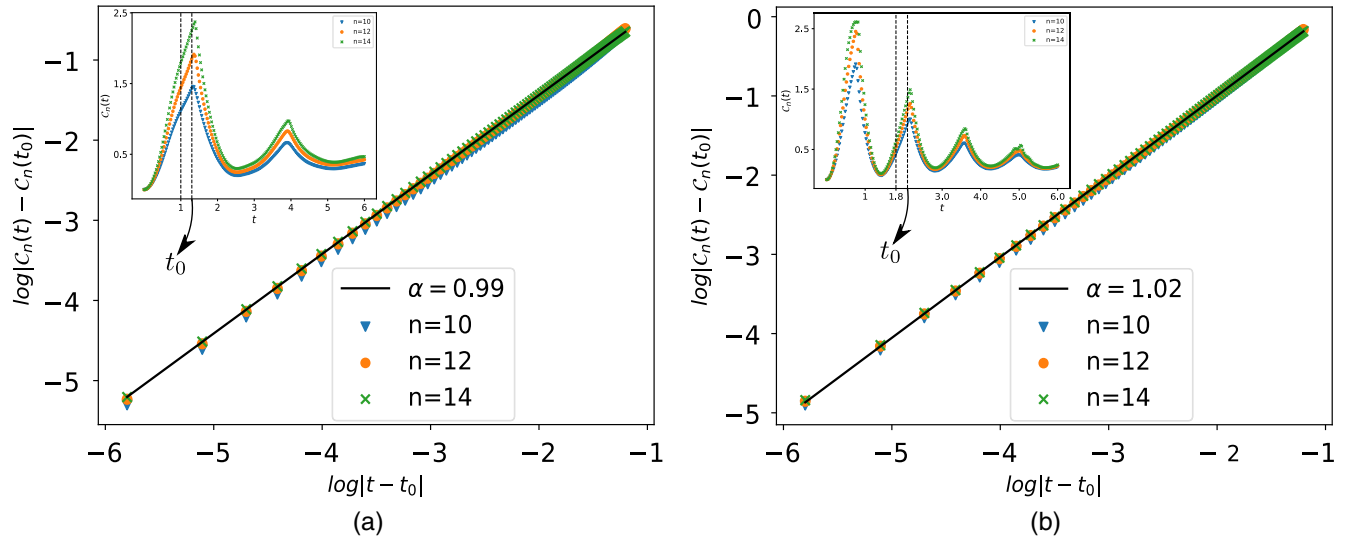 2.5
1.5
0.5
𝒞ₙ(t)
n=10
n=12
n=14
1
2
3
4
5
6
t
t₀
−1
−2
−3
−4
−5
log|𝒞ₙ(t) − 𝒞ₙ(t₀)|
α = 0.99
n=10
n=12
n=14
−6
−5
−4
−3
−2
−1
log|t − t₀|
(a)
2.5
1.5
0.5
𝒞ₙ(t)
n=10
n=12
n=14
1
1.8
3.0
4.0
5.0
6.0
t
t₀
0
−1
−2
−3
−4
−5
log|𝒞ₙ(t) − 𝒞ₙ(t₀)|
α = 1.02
n=10
n=12
n=14
−6
−5
−4
−3
−2
−1
log|t − t₀|
(b)